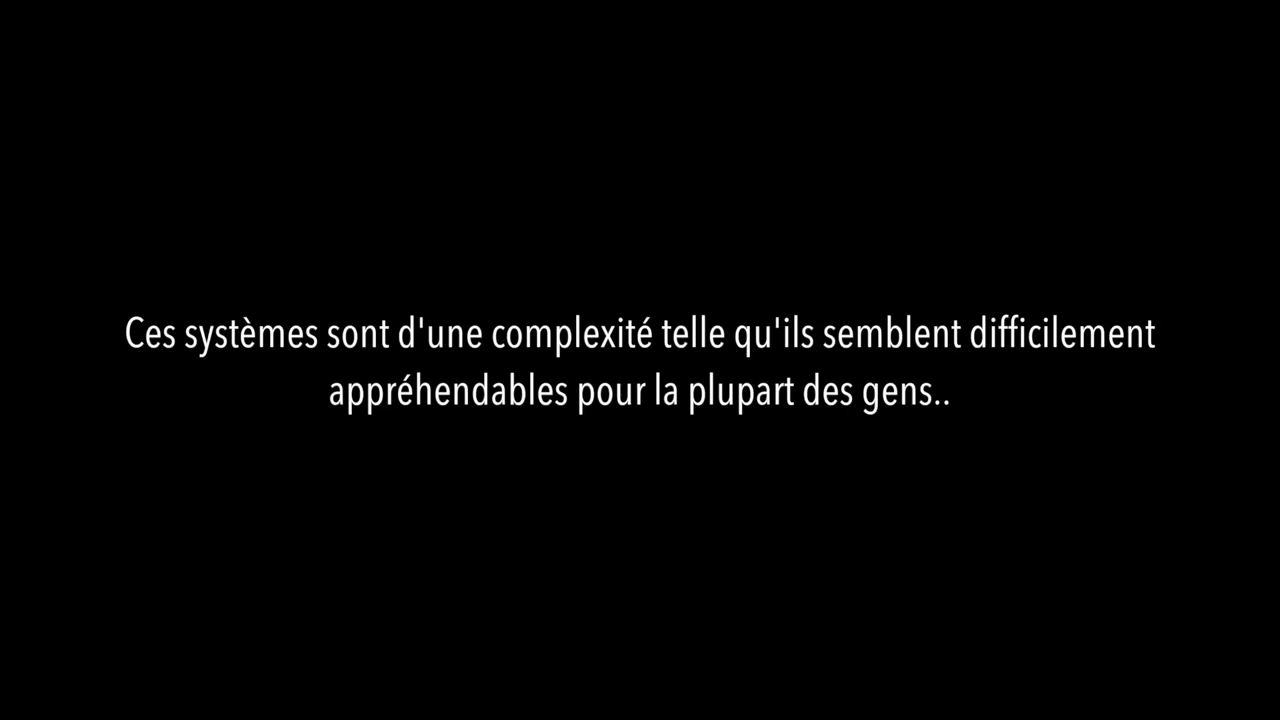 Ces systèmes sont d'une complexité telle qu'ils semblent difficilement
appréhendables pour la plupart des gens..